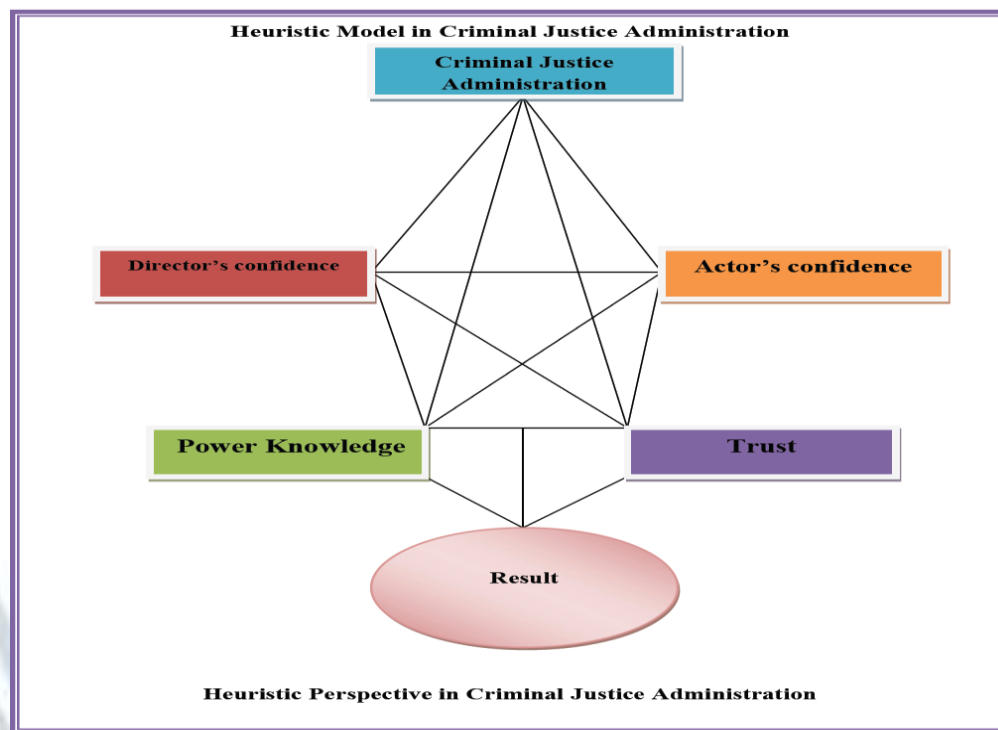 Heuristic Model in Criminal Justice Administration
Criminal Justice
Administration
Director's confidence
Actor's confidence
Power Knowledge
Trust
Result
Heuristic Perspective in Criminal Justice Administration